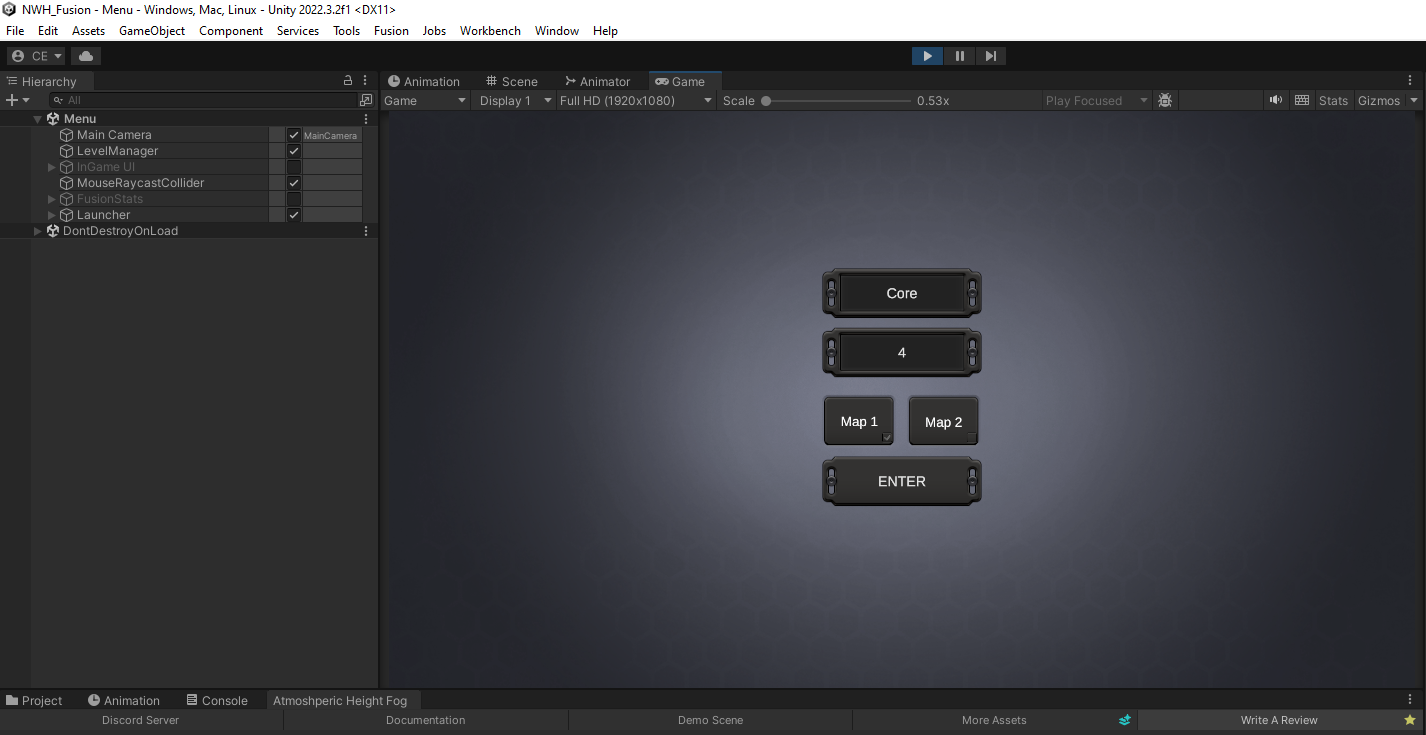 NWH_Fusion - Menu - Windows, Mac, Linux - Unity 2022.3.2f1 <DX11>
File Edit Assets GameObject Component Services Tools Fusion Jobs Workbench Window Help
CE
Hierarchy
Animation Scene Animator Game
All
Game Display 1 Full HD (1920x1080) Scale 0.53x Play Focused Stats Gizmos
Menu
Main Camera MainCamera
LevelManager
InGame UI
MouseRaycastCollider
FusionStats
Launcher
DontDestroyOnLoad
Core
4
Map 1 Map 2
ENTER
Project Animation Console Atmoshperic Height Fog
Discord Server Documentation Demo Scene More Assets Write A Review